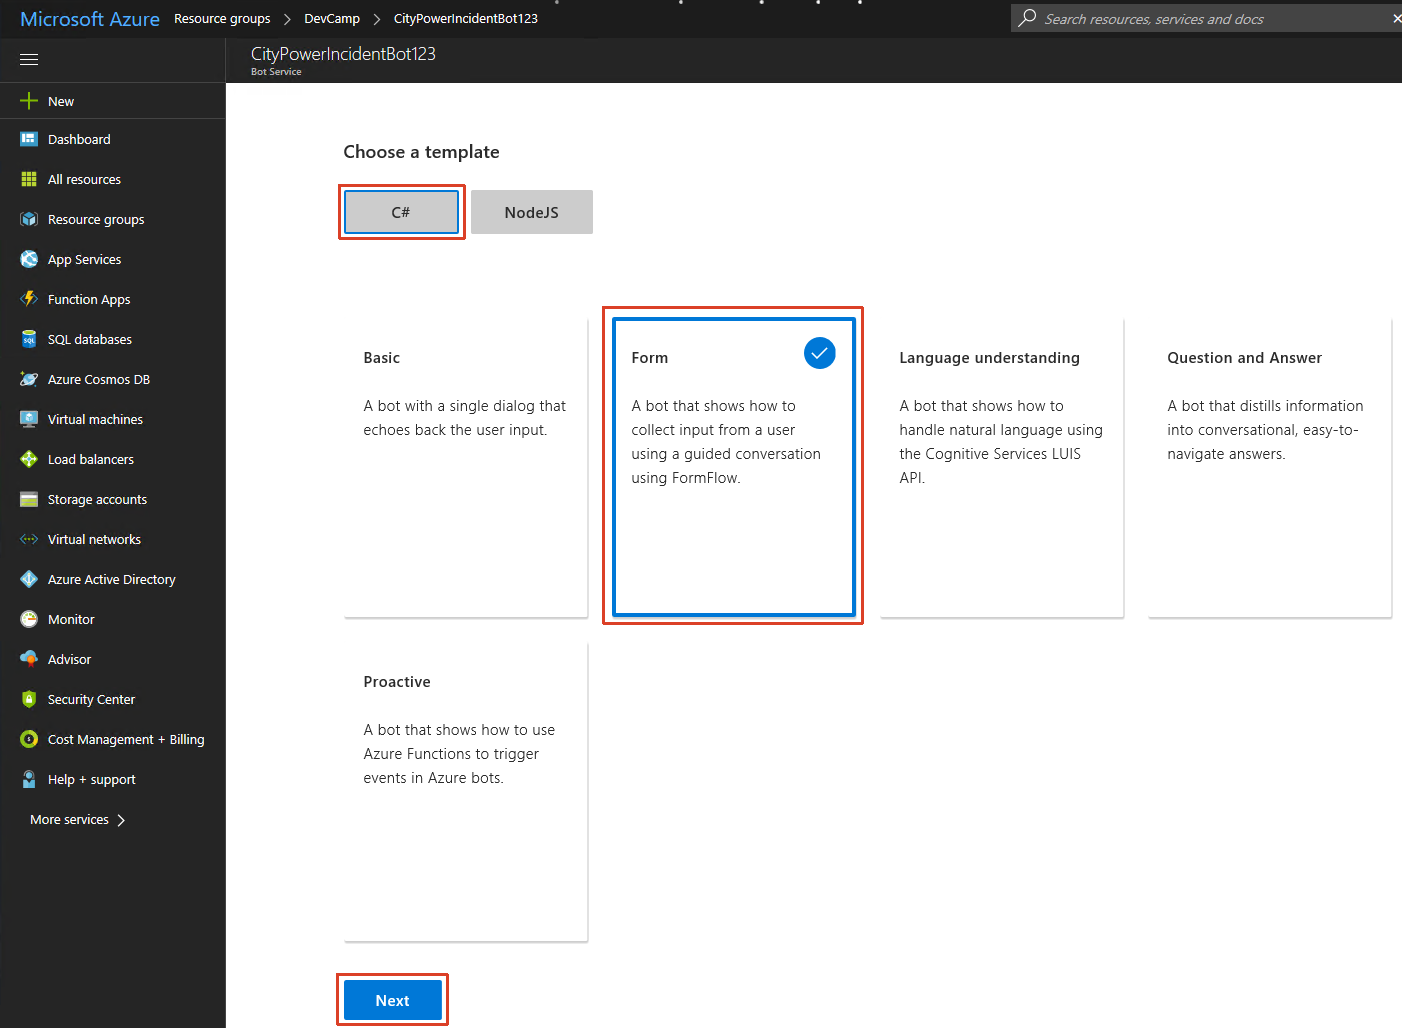 Microsoft Azure Resource groups > DevCamp > CityPowerIncidentBot123
Search resources, services and docs
CityPowerIncidentBot123
Bot Service
New
Dashboard
All resources
Resource groups
App Services
Function Apps
SQL databases
Azure Cosmos DB
Virtual machines
Load balancers
Storage accounts
Virtual networks
Azure Active Directory
Monitor
Advisor
Security Center
Cost Management + Billing
Help + support
More services >
Choose a template
C#
NodeJS
Basic
A bot with a single dialog that
echoes back the user input.
Form
A bot that shows how to
collect input from a user
using a guided conversation
using FormFlow.
Language understanding
A bot that shows how to
handle natural language using
the Cognitive Services LUIS
API.
Question and Answer
A bot that distills information
into conversational, easy-to-
navigate answers.
Proactive
A bot that shows how to use
Azure Functions to trigger
events in Azure bots.
Next